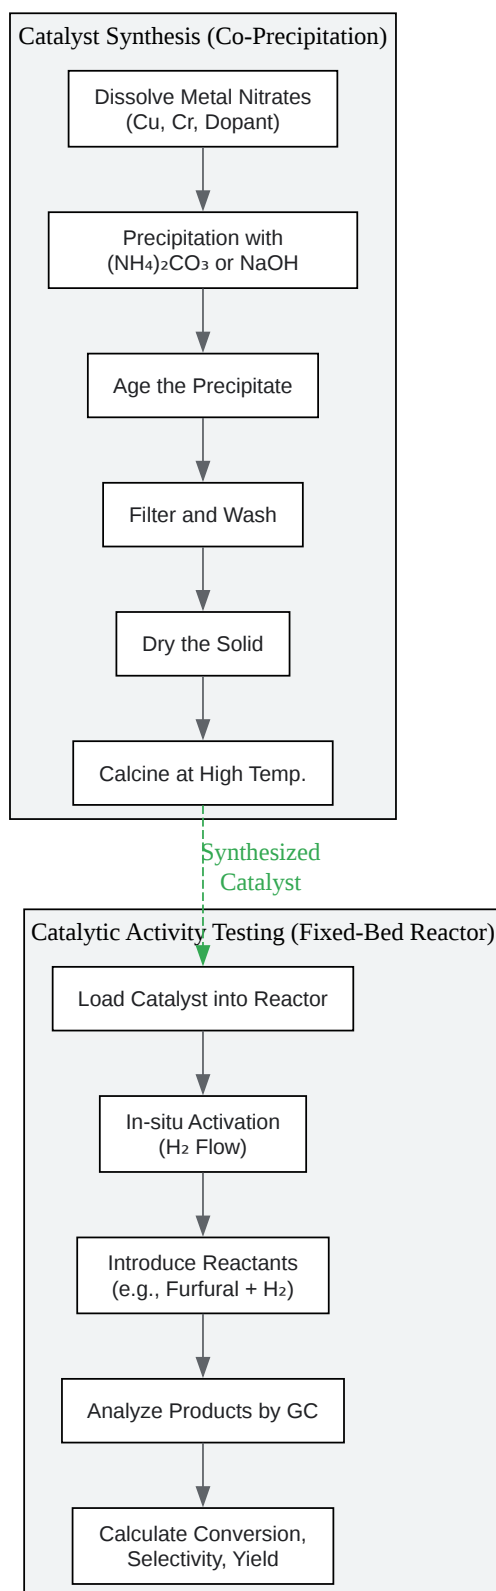 Catalyst Synthesis (Co-Precipitation)
Dissolve Metal Nitrates
(Cu, Cr, Dopant)
Precipitation with
(NH₄)₂CO₃ or NaOH
Age the Precipitate
Filter and Wash
Dry the Solid
Calcine at High Temp.
Synthesized
Catalyst
Catalytic Activity Testing (Fixed-Bed Reactor)
Load Catalyst into Reactor
In-situ Activation
(H₂ Flow)
Introduce Reactants
(e.g., Furfural + H₂)
Analyze Products by GC
Calculate Conversion,
Selectivity, Yield